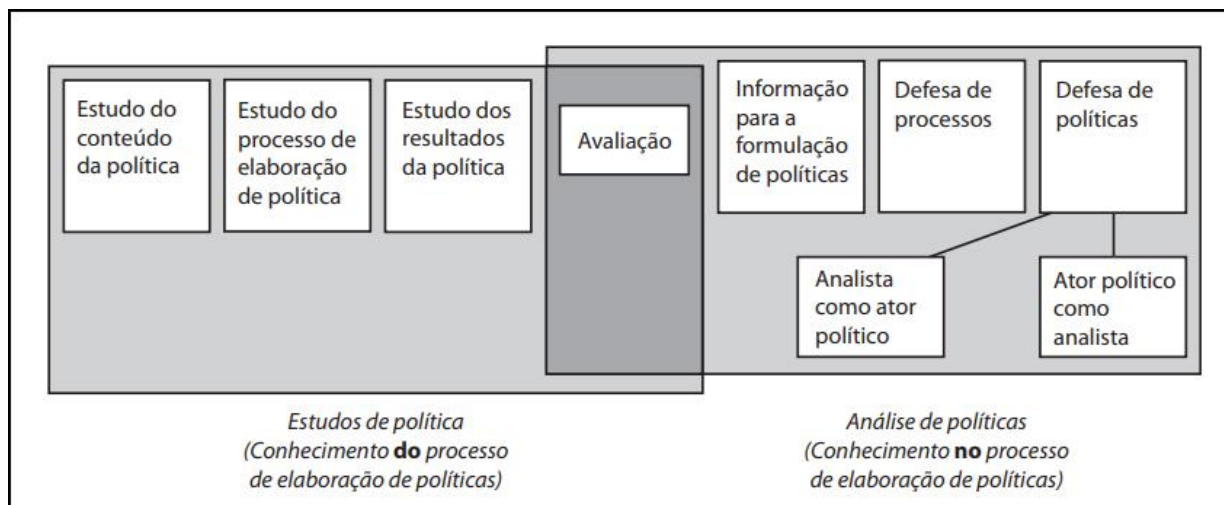 Estudo do
conteúdo
da política
Estudo do
processo de
elaboração
de política
Estudo dos
resultados
da política
Avaliação
Informação
para a
formulação
de políticas
Defesa de
processos
Defesa de
políticas
Analista
como ator
político
Ator político
como
analista
Estudos de política
(Conhecimento do processo
de elaboração de políticas)
Análise de políticas
(Conhecimento no processo
de elaboração de políticas)